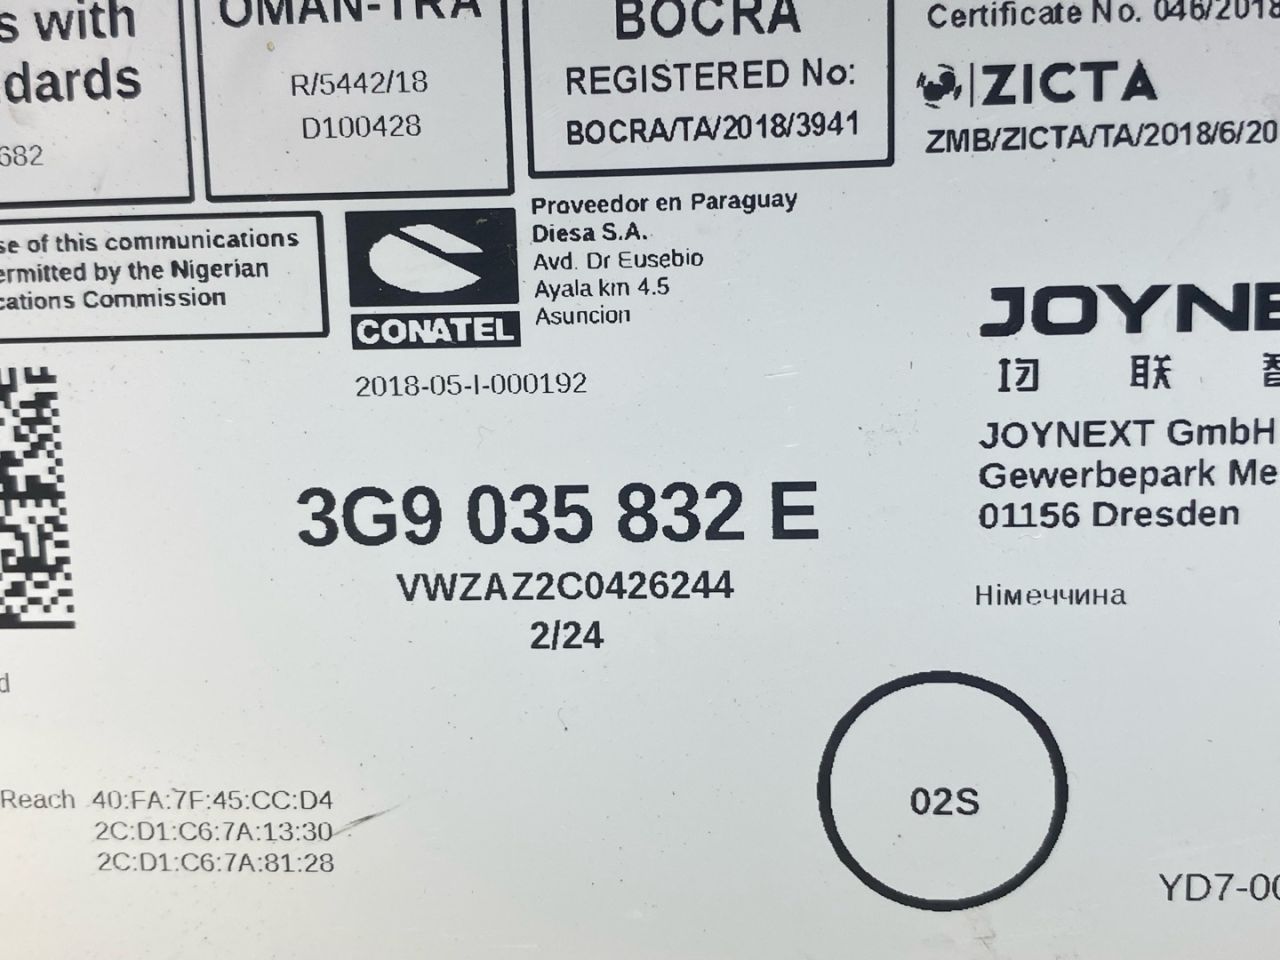 s with
dards
682
OMAN-TRA
R/5442/18
D100428
BOCRA
REGISTERED No:
BOCRA/TA/2018/3941
Certificate No. 046/2018
ZICTA
ZMB/ZICTA/TA/2018/6/20
se of this communications
ermitted by the Nigerian
cations Commission
CONATEL
2018-05-I-000192
Proveedor en Paraguay
Diesa S.A.
Avd. Dr Eusebio
Ayala km 4.5
Asuncion
JOYNE
联
JOYNEXT GmbH
Gewerbepark Me
01156 Dresden
3G9 035 832 E
VWZAZ2C0426244
2/24
Німеччина
d
02S
Reach 40:FA:7F:45:CC:D4
2C:D1:C6:7A:13:30
2C:D1:C6:7A:81:28
YD7-00